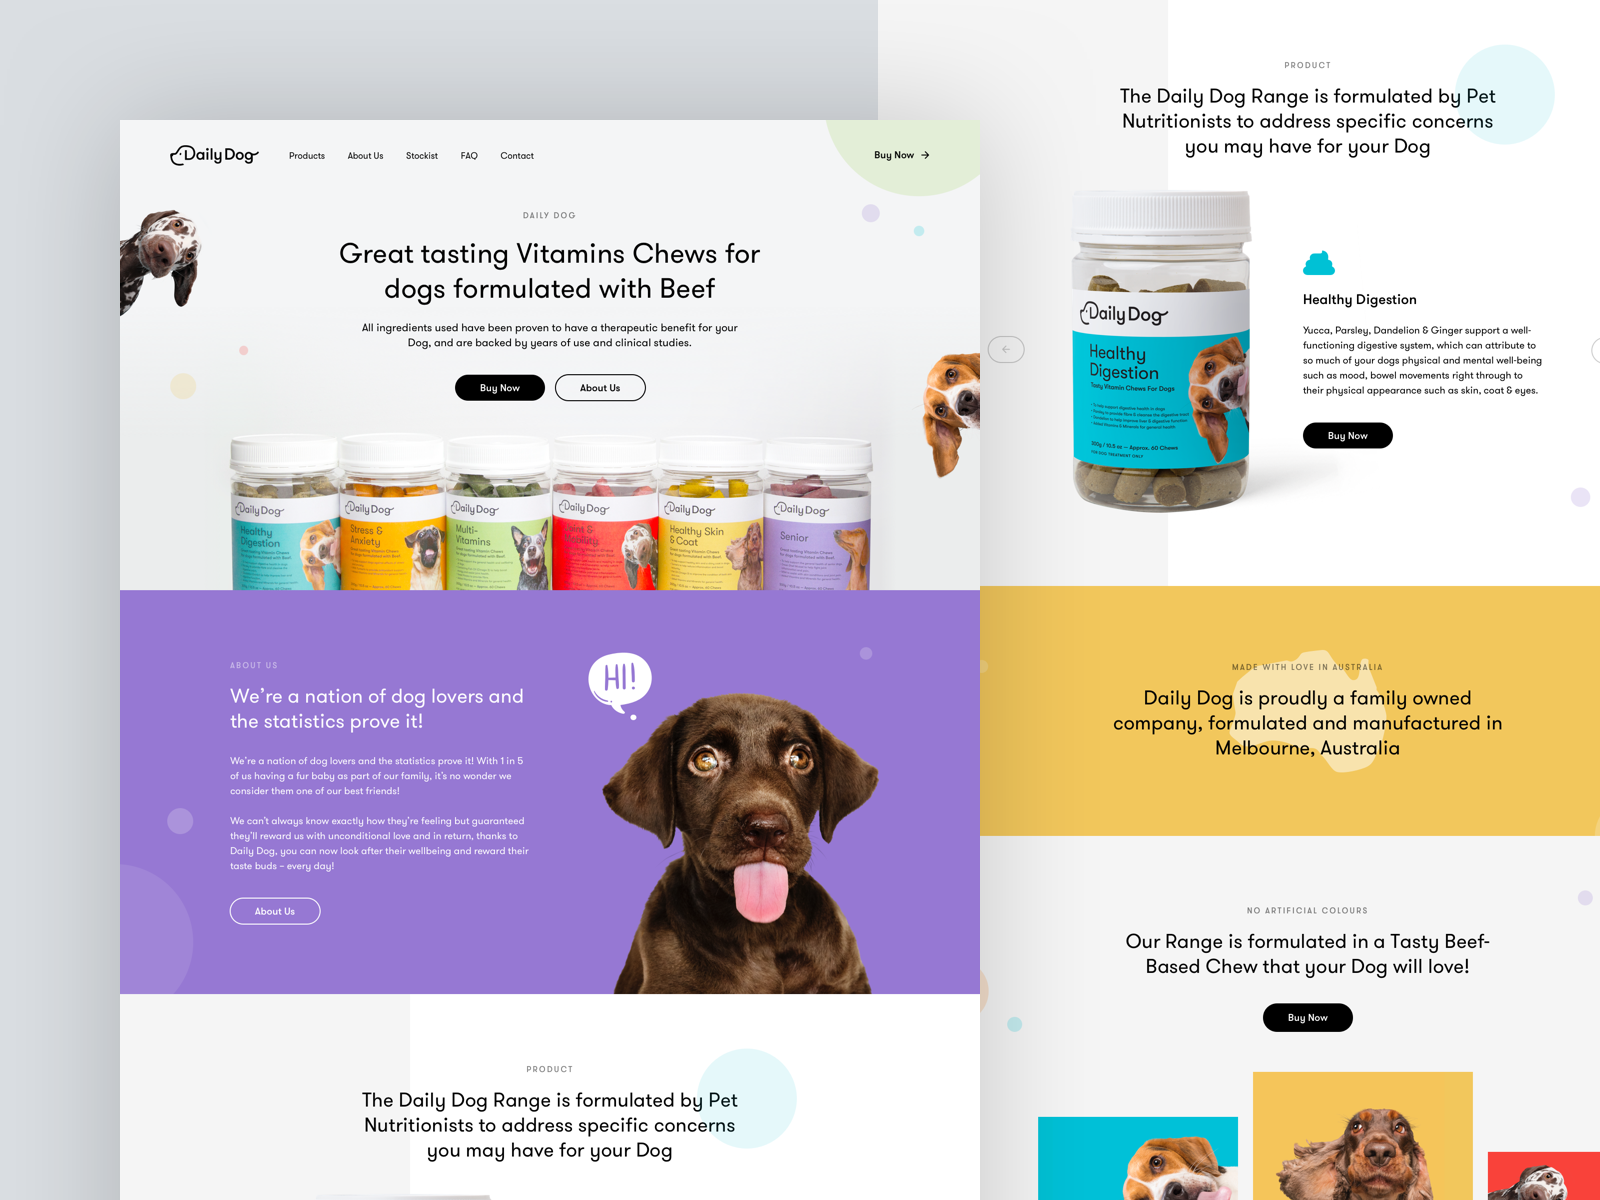 Daily Dog
Products
About Us
Stockist
FAQ
Contact
Buy Now →
DAILY DOG
Great tasting Vitamins Chews for
dogs formulated with Beef
All ingredients used have been proven to have a therapeutic benefit for your
Dog, and are backed by years of use and clinical studies.
Buy Now
About Us
Daily Dog
Healthy
Digestion
Daily Dog
Stress &
Anxiety
Daily Dog
Multi-
Vitamins
Daily Dog
Daily Dog
Healthy Skin
& Coat
Daily Dog
Senior
ABOUT US
We're a nation of dog lovers and
the statistics prove it!
We're a nation of dog lovers and the statistics prove it! With 1 in 5
of us having a fur baby as part of our family, it's no wonder we
consider them one of our best friends!
We can't always know exactly how they're feeling but guaranteed
they'll reward us with unconditional love and in return, thanks to
Daily Dog, you can now look after their wellbeing and reward their
taste buds – every day!
About Us
HI!
PRODUCT
The Daily Dog Range is formulated by Pet
Nutritionists to address specific concerns
you may have for your Dog
PRODUCT
The Daily Dog Range is formulated by Pet
Nutritionists to address specific concerns
you may have for your Dog
Daily Dog
Healthy
Digestion
Tasty Vitamin Chews For Dogs
300g / 10.5 oz — Approx. 60 Chews
FOR DOG TREATMENT ONLY
Healthy Digestion
Yucca, Parsley, Dandelion & Ginger support a well-
functioning digestive system, which can attribute to
so much of your dogs physical and mental well-being
such as mood, bowel movements right through to
their physical appearance such as skin, coat & eyes.
Buy Now
MADE WITH LOVE IN AUSTRALIA
Daily Dog is proudly a family owned
company, formulated and manufactured in
Melbourne, Australia
NO ARTIFICIAL COLOURS
Our Range is formulated in a Tasty Beef-
Based Chew that your Dog will love!
Buy Now